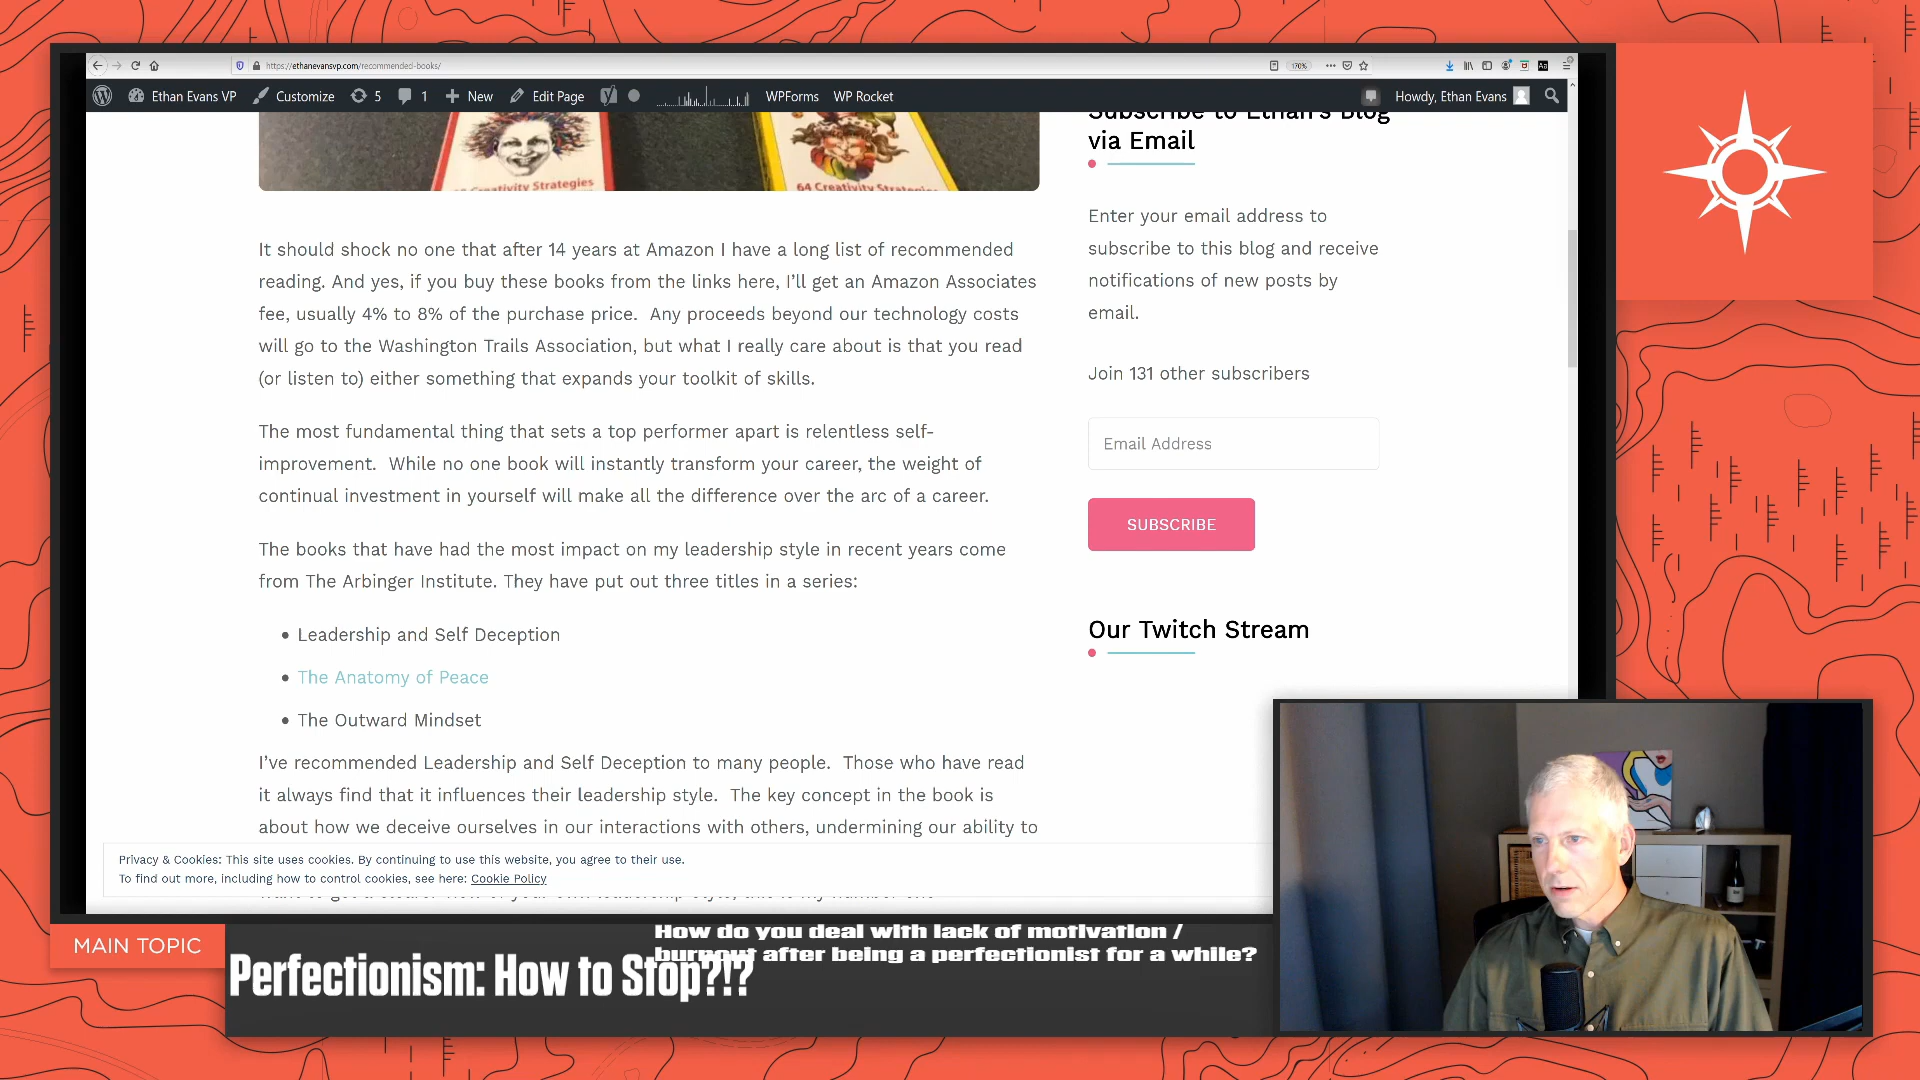 https://ethanevansvp.com/recommended-books/
170%
Ethan Evans VP
Customize
5
1
New
Edit Page
WPForms
WP Rocket
Howdy, Ethan Evans
Creativity Strategies
64 Creativity Strategies
Subscribe to Ethan's Blog
via Email
It should shock no one that after 14 years at Amazon I have a long list of recommended
reading. And yes, if you buy these books from the links here, I'll get an Amazon Associates
fee, usually 4% to 8% of the purchase price.  Any proceeds beyond our technology costs
will go to the Washington Trails Association, but what I really care about is that you read
(or listen to) either something that expands your toolkit of skills.
The most fundamental thing that sets a top performer apart is relentless self-
improvement.  While no one book will instantly transform your career, the weight of
continual investment in yourself will make all the difference over the arc of a career.
The books that have had the most impact on my leadership style in recent years come
from The Arbinger Institute. They have put out three titles in a series:
Leadership and Self Deception
The Anatomy of Peace
The Outward Mindset
I've recommended Leadership and Self Deception to many people.  Those who have read
it always find that it influences their leadership style.  The key concept in the book is
about how we deceive ourselves in our interactions with others, undermining our ability to
Enter your email address to
subscribe to this blog and receive
notifications of new posts by
email.
Join 131 other subscribers
Email Address
SUBSCRIBE
Our Twitch Stream
Privacy & Cookies: This site uses cookies. By continuing to use this website, you agree to their use.
To find out more, including how to control cookies, see here: Cookie Policy
MAIN TOPIC
How do you deal with lack of motivation /
burnout after being a perfectionist for a while?
Perfectionism: How to Stop?!?